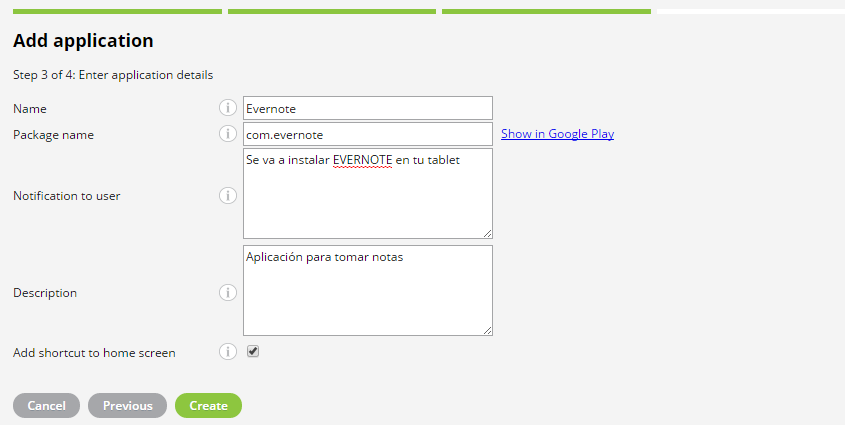 Add application
Step 3 of 4: Enter application details
Name i Evernote
Package name i com.evernote Show in Google Play
Notification to user i Se va a instalar EVERNOTE en tu tablet
Description i Aplicación para tomar notas
Add shortcut to home screen i
Cancel Previous Create